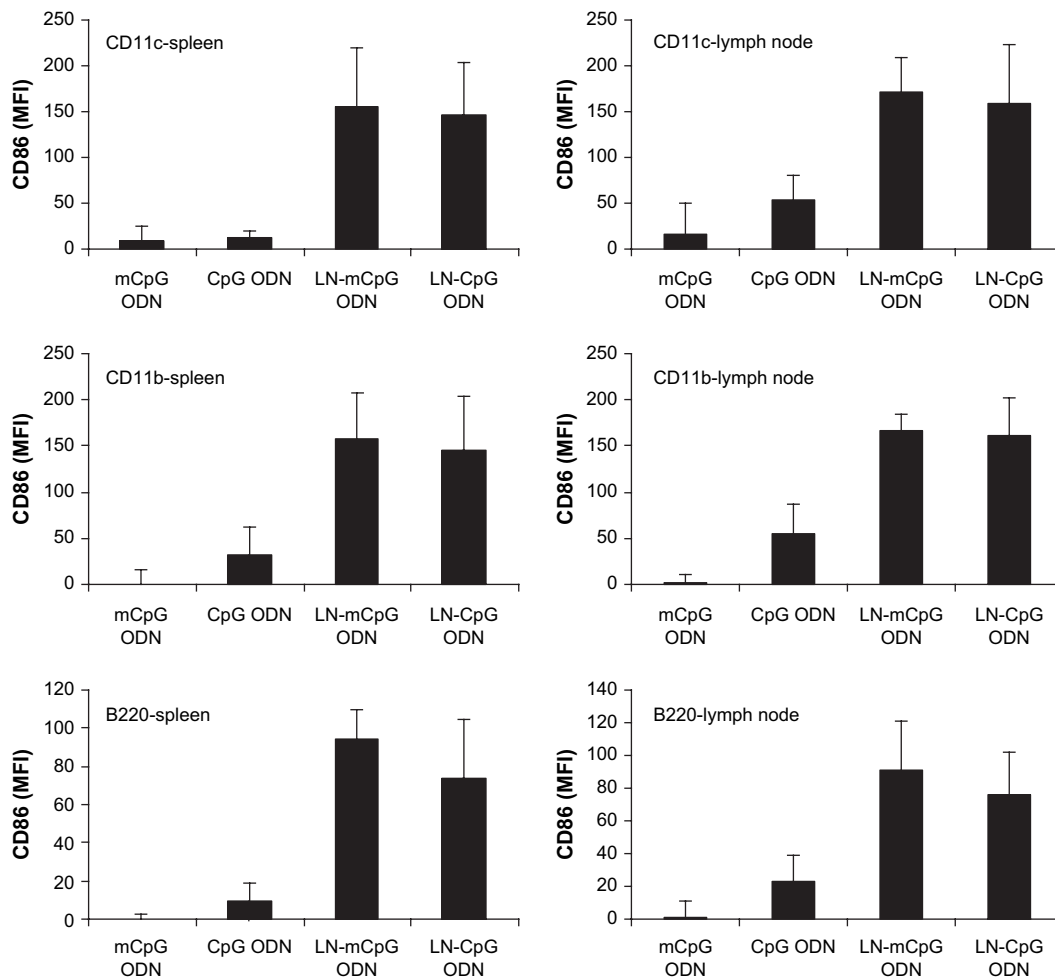 CD11c-spleen
CD86 (MFI)
250
200
150
100
50
0
mCpG
ODN
CpG ODN
LN-mCpG
ODN
LN-CpG
ODN
CD11c-lymph node
CD86 (MFI)
250
200
150
100
50
0
mCpG
ODN
CpG ODN
LN-mCpG
ODN
LN-CpG
ODN
CD11b-spleen
CD86 (MFI)
250
200
150
100
50
0
mCpG
ODN
CpG ODN
LN-mCpG
ODN
LN-CpG
ODN
CD11b-lymph node
CD86 (MFI)
250
200
150
100
50
0
mCpG
ODN
CpG ODN
LN-mCpG
ODN
LN-CpG
ODN
B220-spleen
CD86 (MFI)
120
100
80
60
40
20
0
mCpG
ODN
CpG ODN
LN-mCpG
ODN
LN-CpG
ODN
B220-lymph node
CD86 (MFI)
140
120
100
80
60
40
20
0
mCpG
ODN
CpG ODN
LN-mCpG
ODN
LN-CpG
ODN